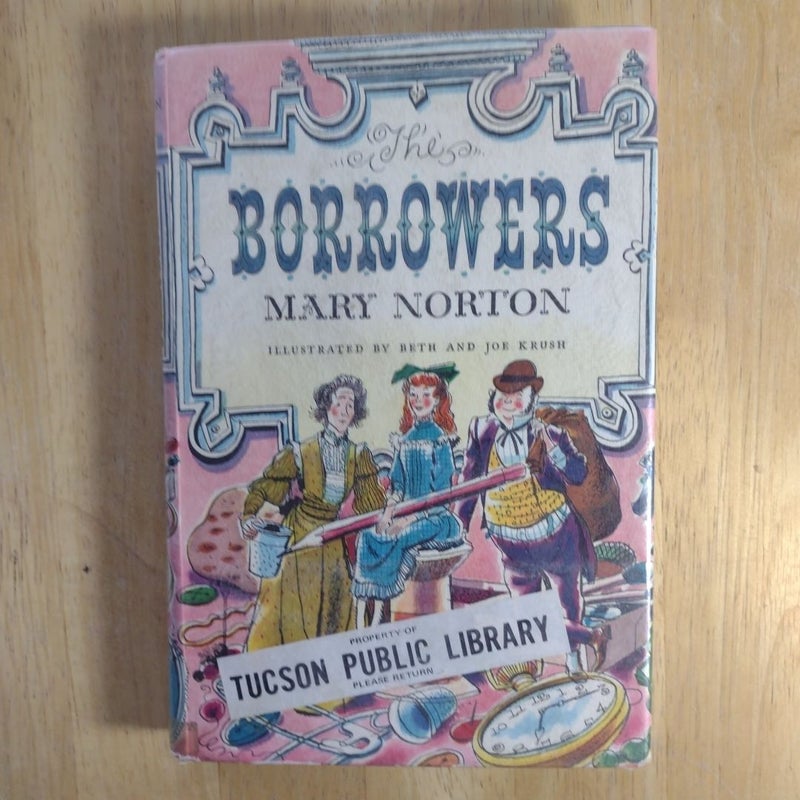 The
BORROWERS
MARY NORTON
ILLUSTRATED BY BETH AND JOE KRUSH
PROPERTY OF
TUCSON PUBLIC LIBRARY
PLEASE RETURN